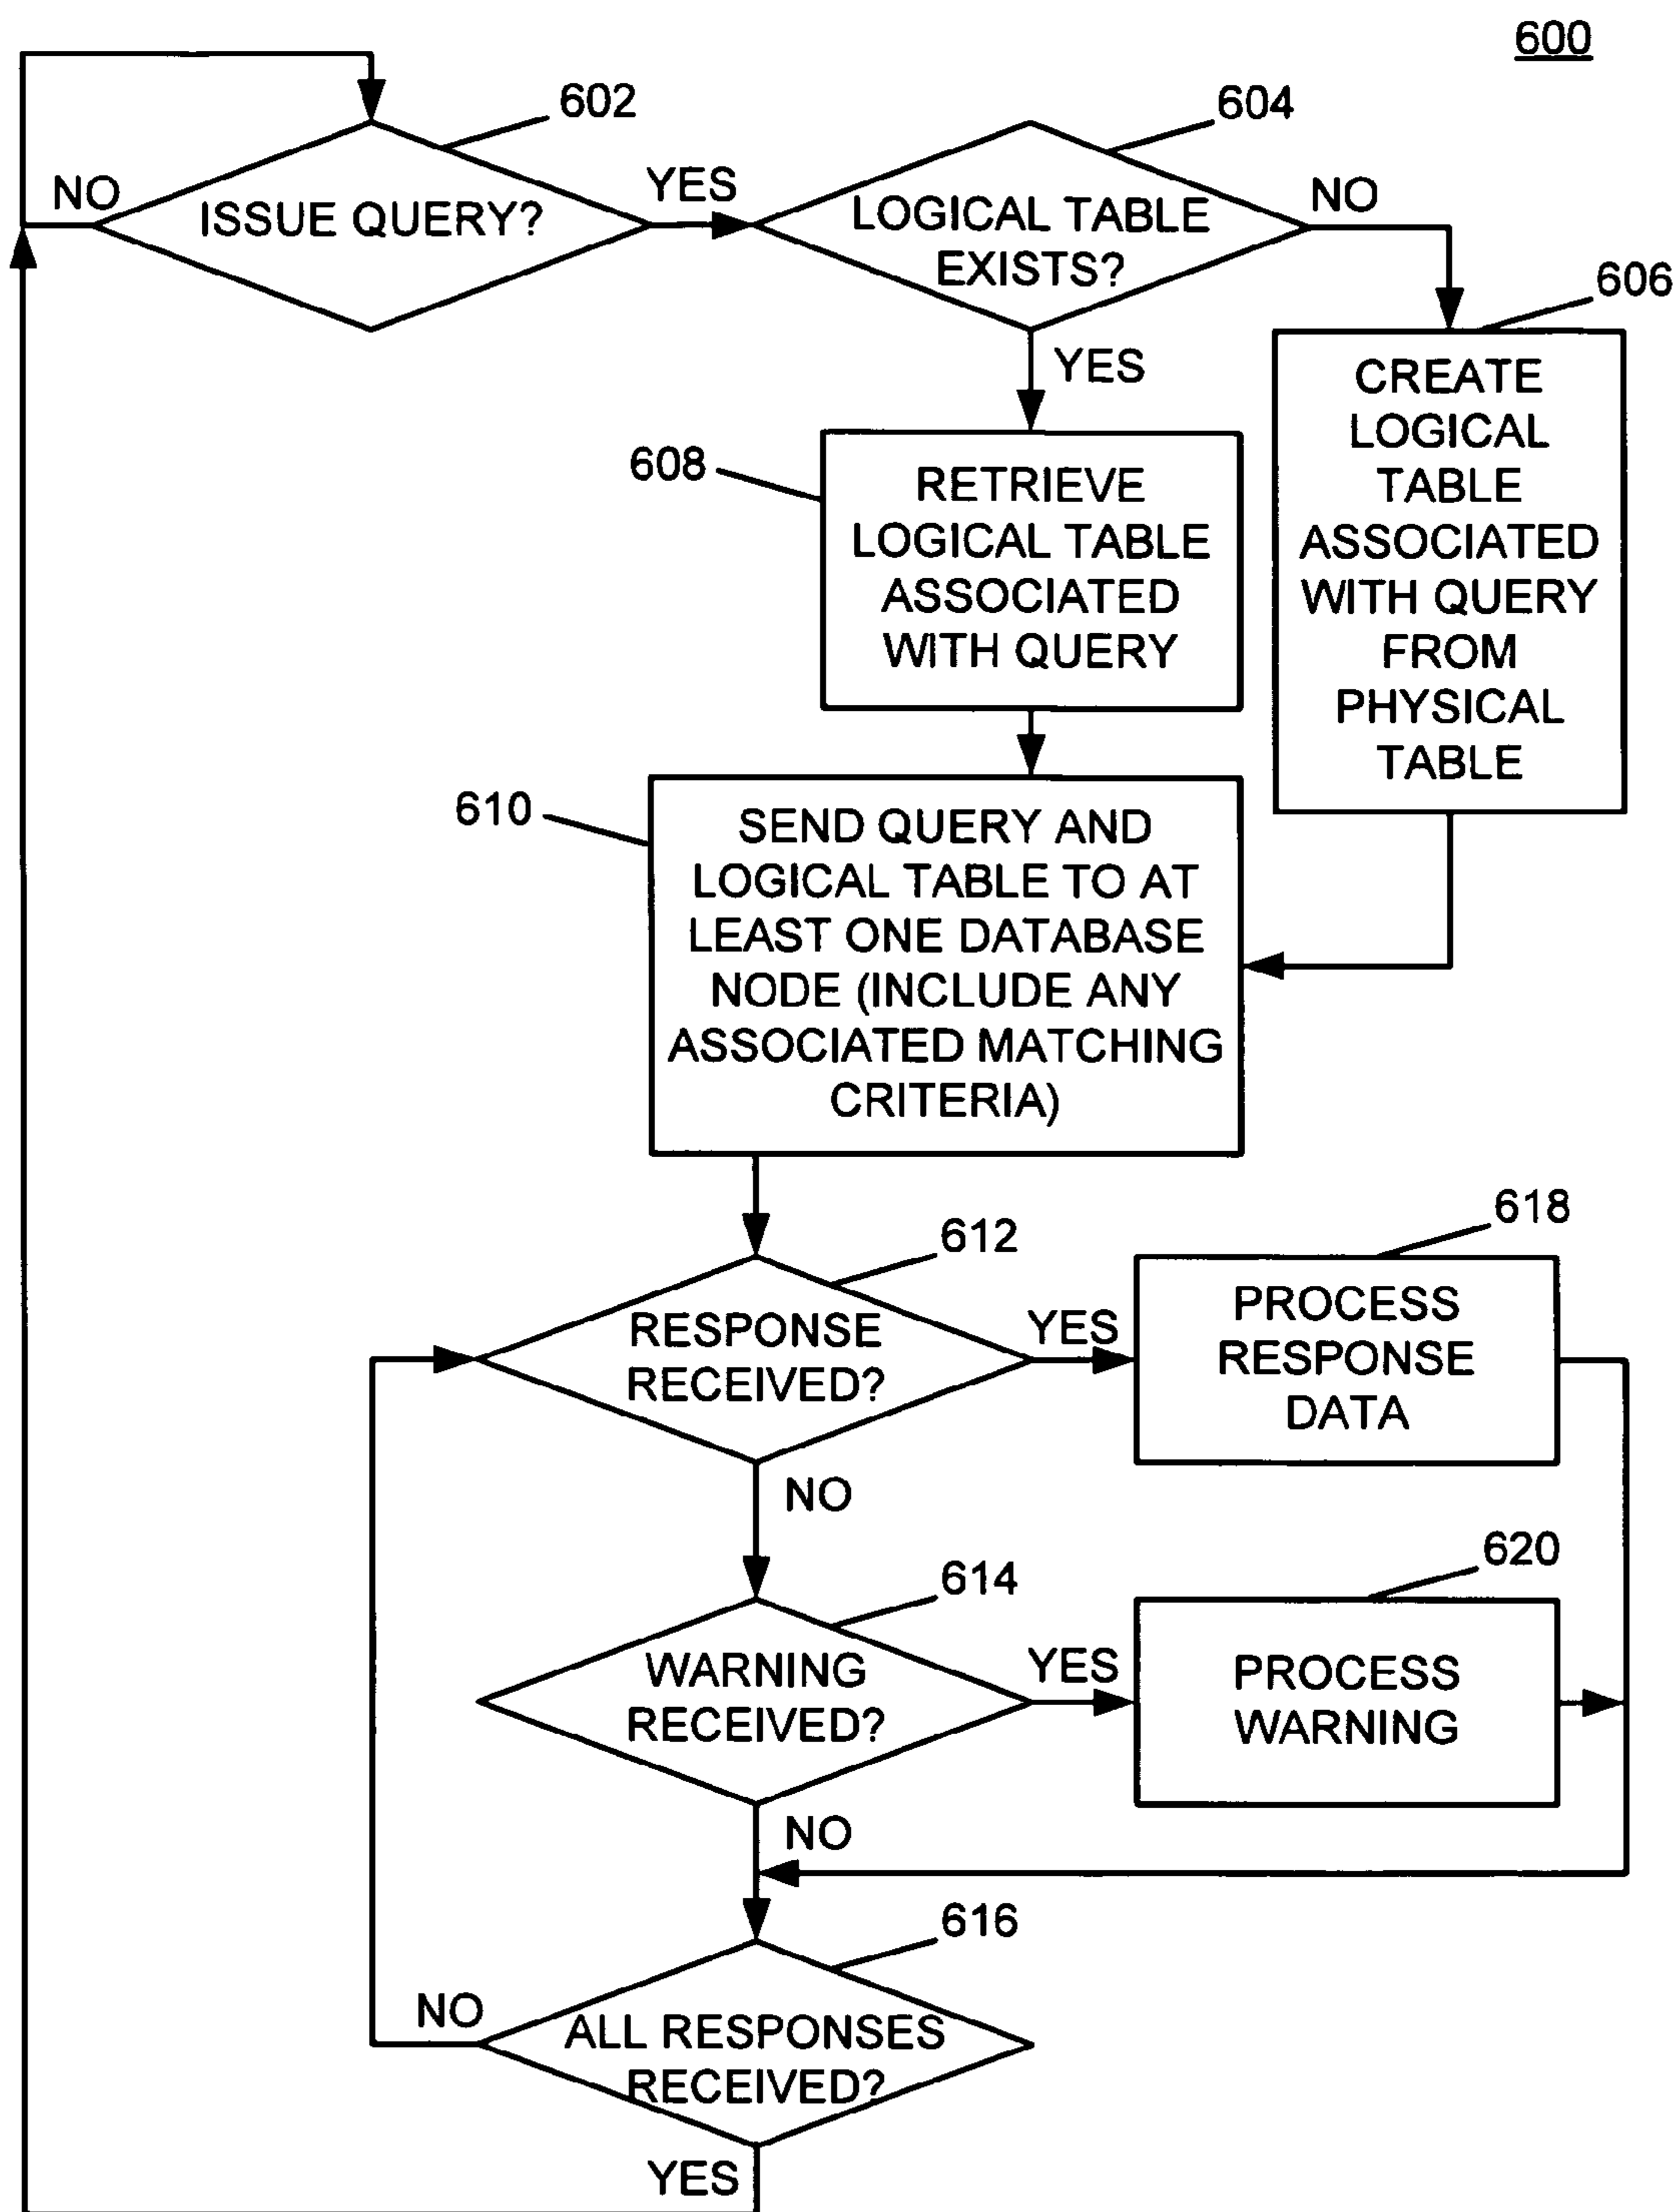 600
602
604
NO
ISSUE QUERY?
YES
LOGICAL TABLE
EXISTS?
NO
606
YES
CREATE
LOGICAL
TABLE
ASSOCIATED
WITH QUERY
FROM
PHYSICAL
TABLE
608
RETRIEVE
LOGICAL TABLE
ASSOCIATED
WITH QUERY
610
SEND QUERY AND
LOGICAL TABLE TO AT
LEAST ONE DATABASE
NODE (INCLUDE ANY
ASSOCIATED MATCHING
CRITERIA)
612
618
RESPONSE
RECEIVED?
YES
PROCESS
RESPONSE
DATA
NO
614
620
WARNING
RECEIVED?
YES
PROCESS
WARNING
NO
616
NO
ALL RESPONSES
RECEIVED?
YES